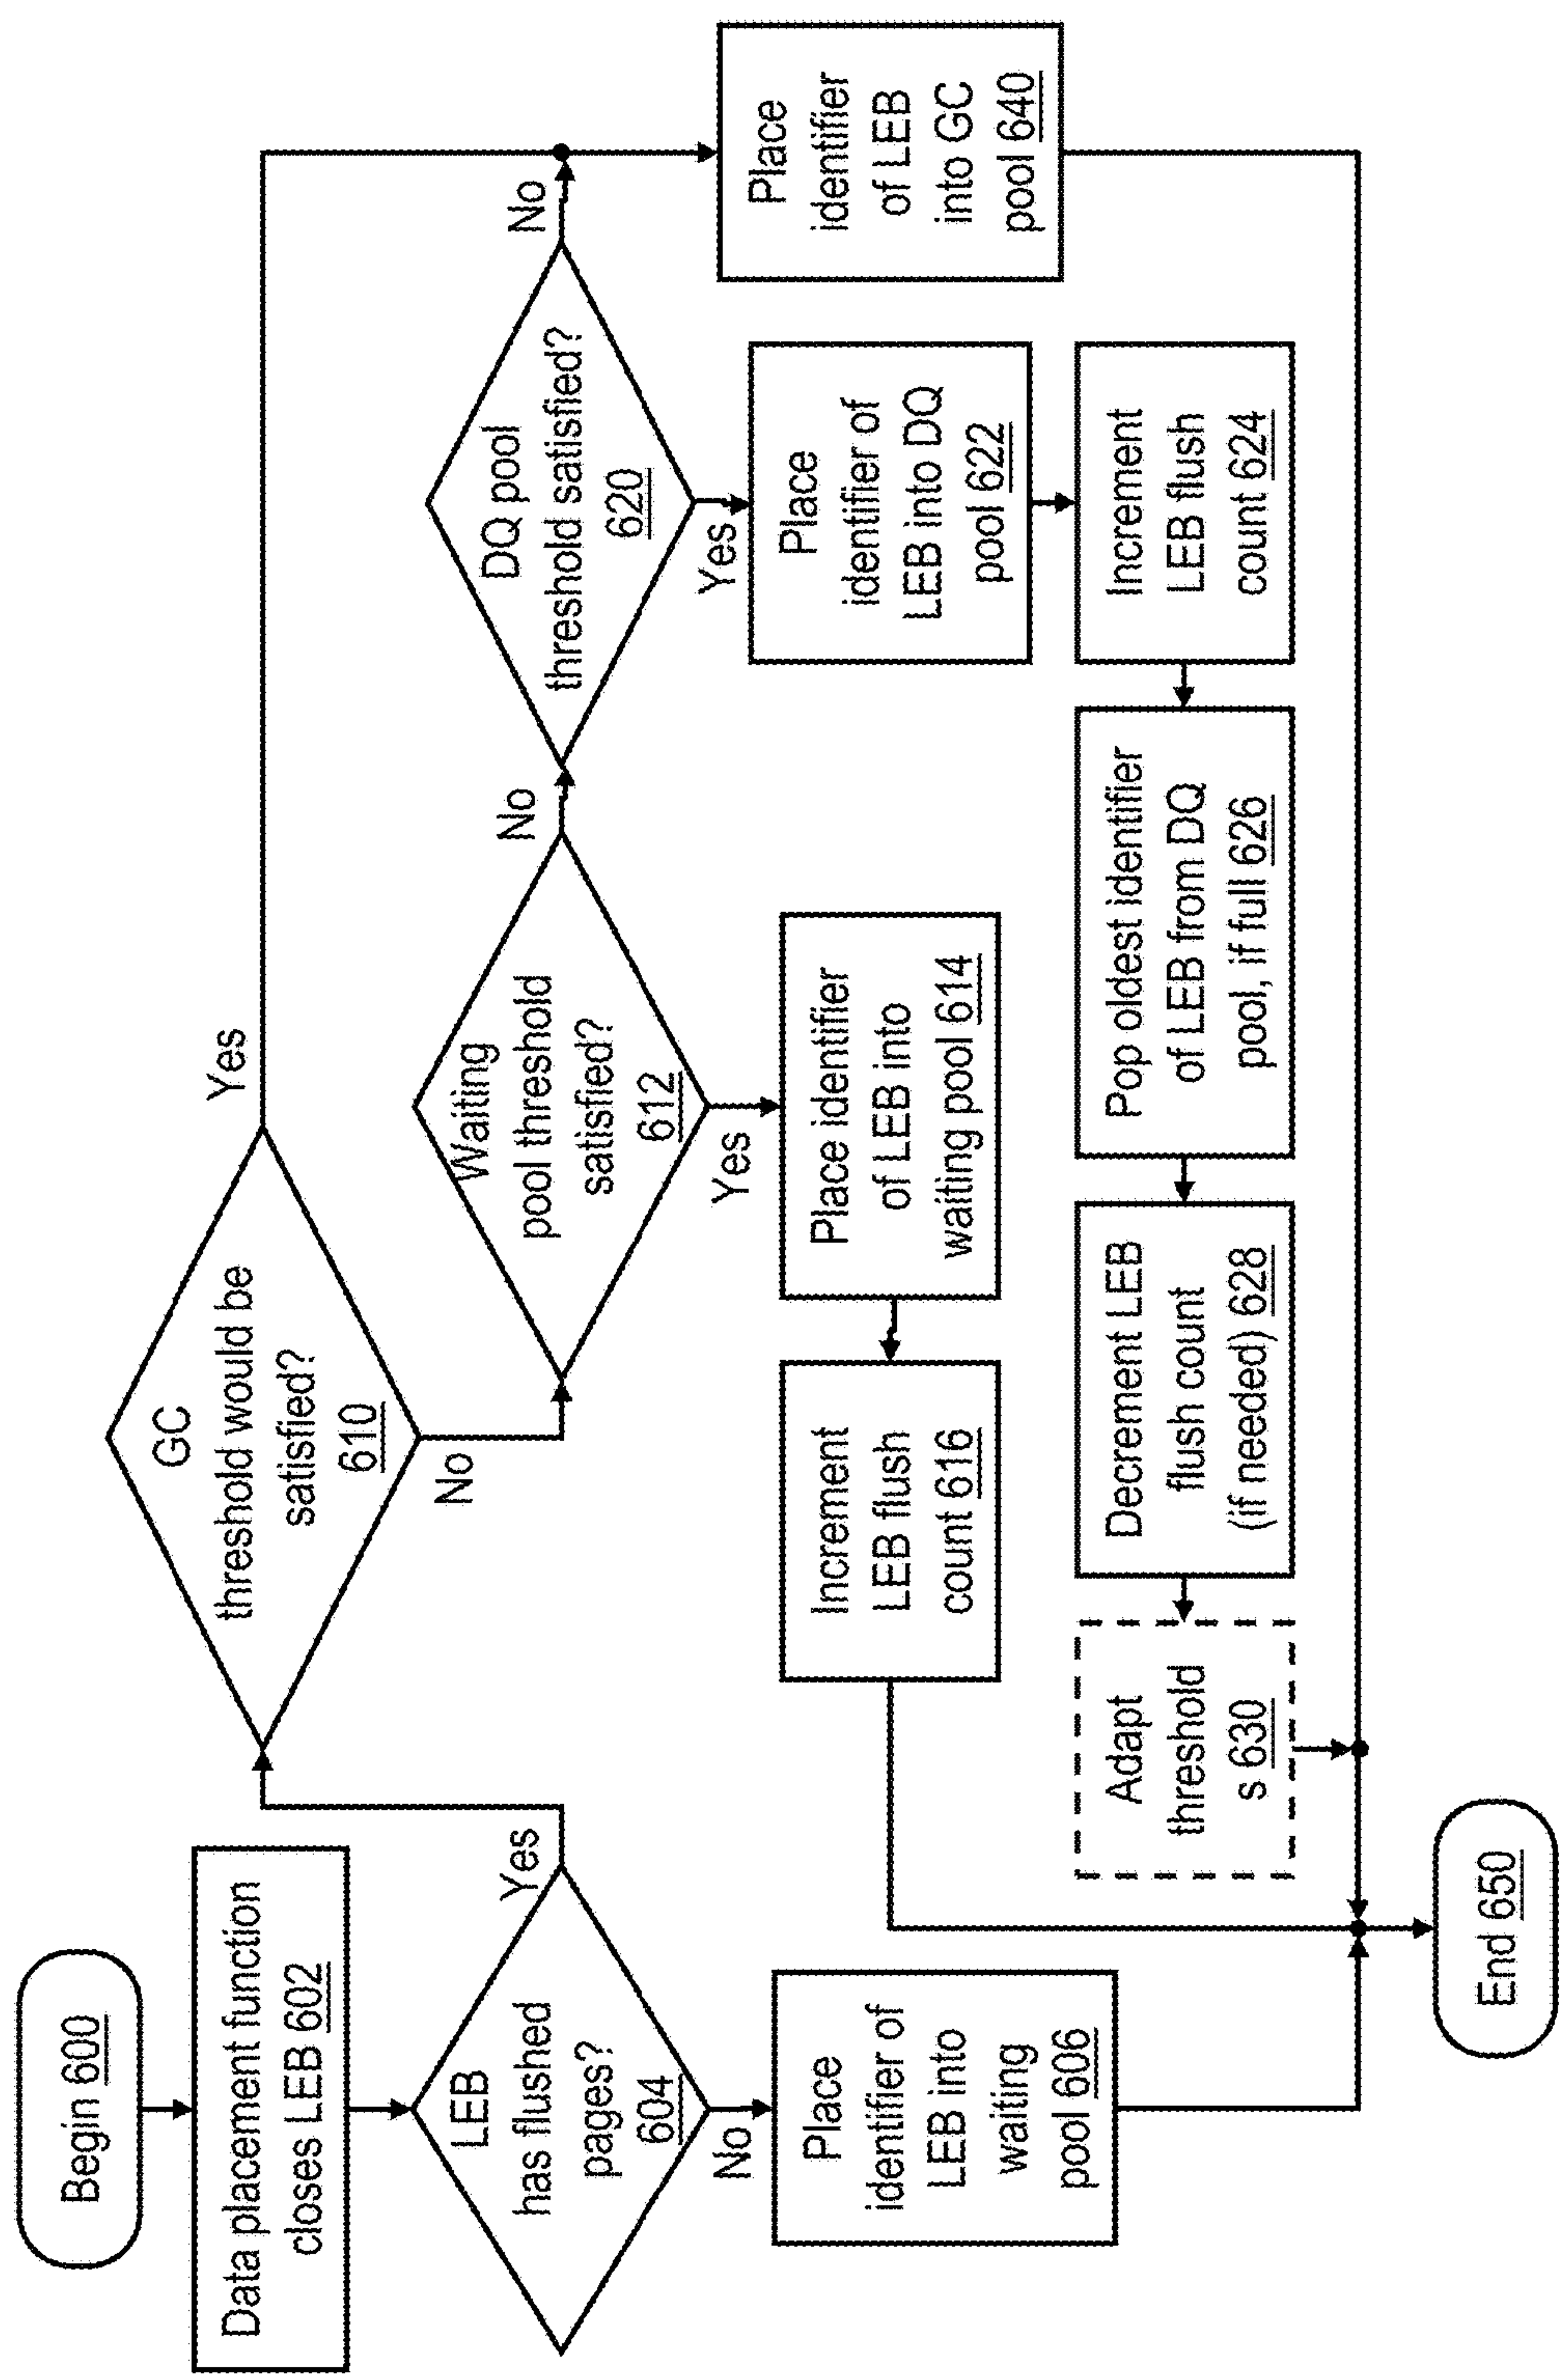 Begin 600
Data placement function
closes LEB 602
LEB
has flushed
pages?
604
Yes
No
Place
identifier of
LEB into
waiting
pool 606
GC
threshold would be
satisfied?
610
Yes
No
Waiting
pool threshold
satisfied?
612
No
Yes
Place identifier
of LEB into
waiting pool 614
Increment
LEB flush
count 616
DQ pool
threshold satisfied?
620
No
Yes
Place
identifier of
LEB into DQ
pool 622
Increment
LEB flush
count 624
Pop oldest identifier
of LEB from DQ
pool, if full 626
Decrement LEB
flush count
(if needed) 628
Adapt
threshold
s 630
Place
identifier
of LEB
into GC
pool 640
End 650